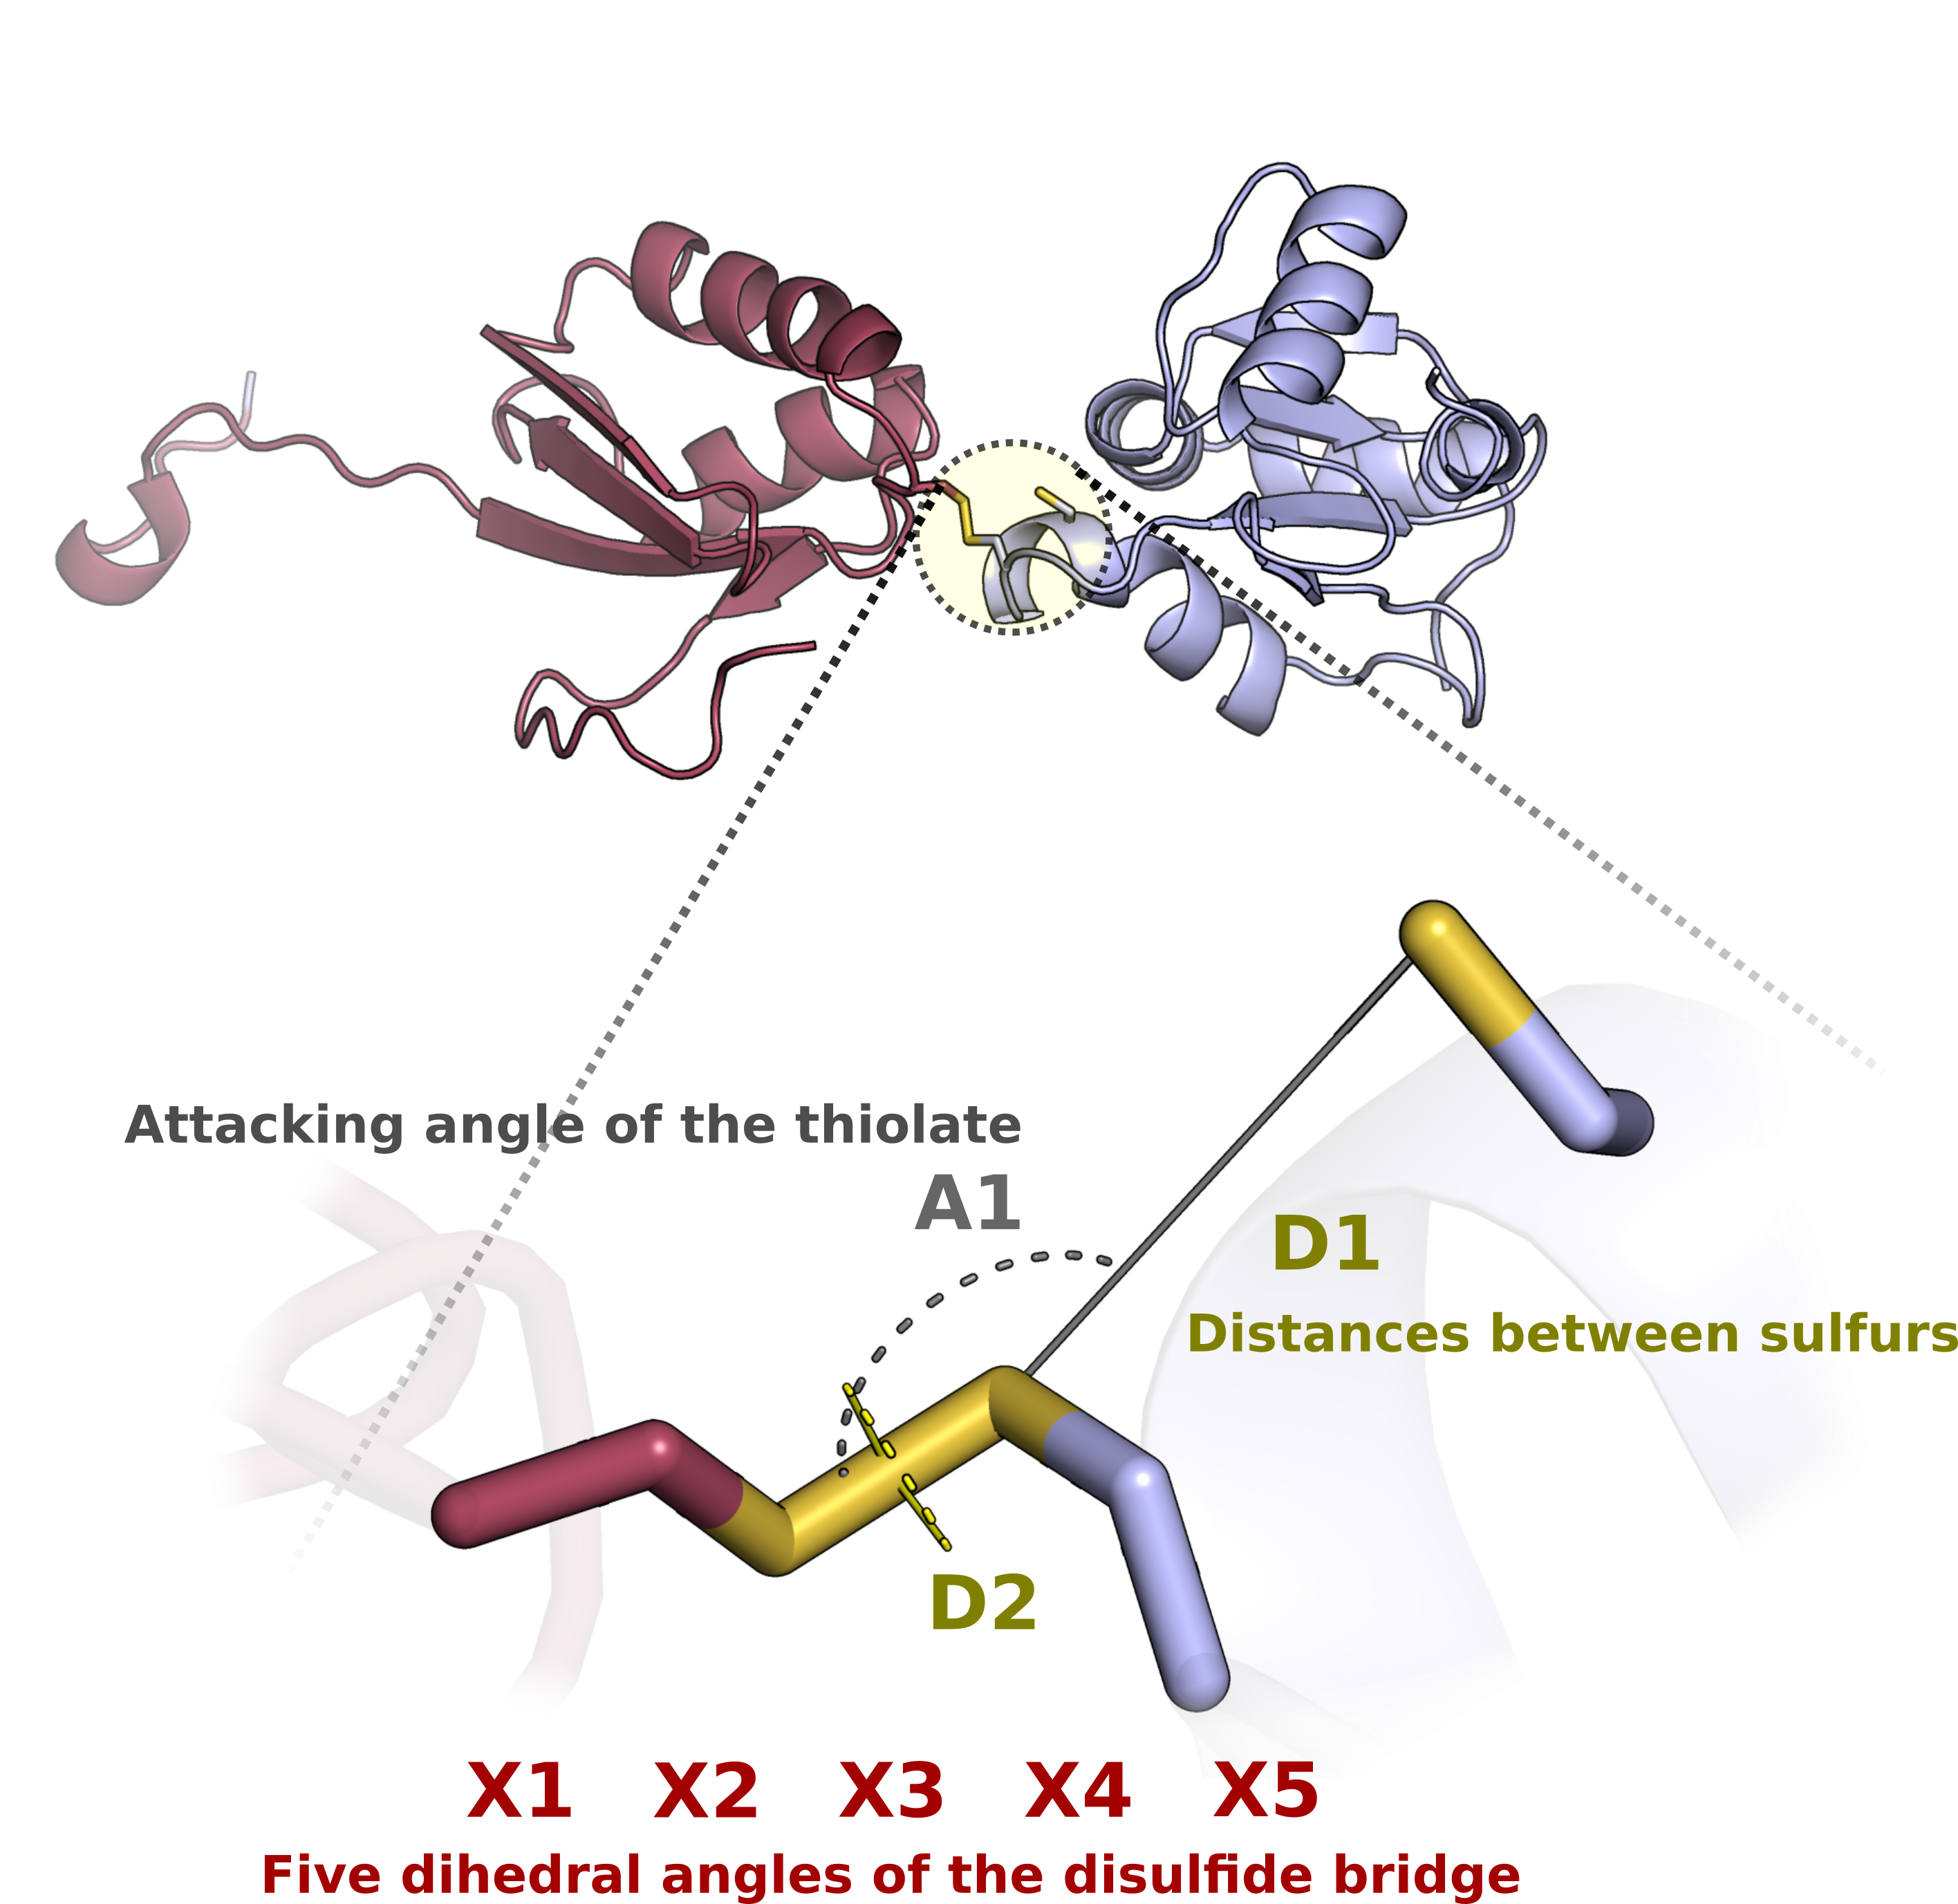 Attacking angle of the thiolate
A1
D1
Distances between sulfurs
D2
X1 X2 X3 X4 X5
Five dihedral angles of the disulfide bridge